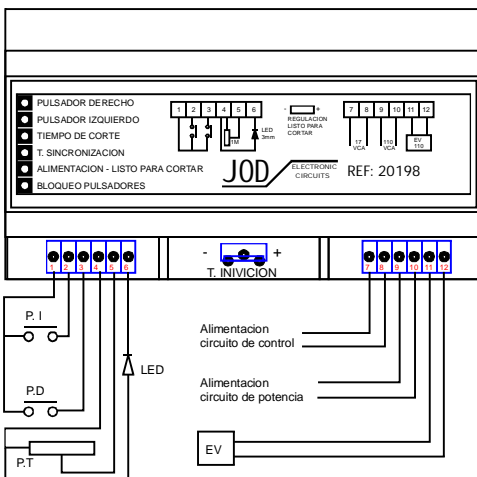 PULSADOR DERECHO
PULSADOR IZQUIERDO
TIEMPO DE CORTE
T. SINCRONIZACION
ALIMENTACION - LISTO PARA CORTAR
BLOQUEO PULSADORES
1 2 3 4 5 6
1M
LED
3mm
- +
REGULACION
LISTO PARA
CORTAR
7 8 9 10 11 12
17
VCA
110
VCA
EV
110
JOD
ELECTRONIC
CIRCUITS
REF: 20198
1 2 3 4 5 6
- +
T. INIVICION
7 8 9 10 11 12
P. I
P.D
P.T
LED
Alimentacion
circuito de control
Alimentacion
circuito de potencia
EV